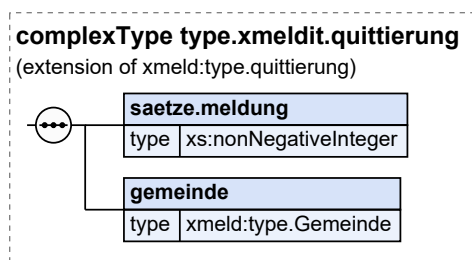 complexType type.xmeldit.quittierung
(extension of xmeld:type.quittierung)
saetze.meldung
type xs:nonNegativeInteger
gemeinde
type xmeld:type.Gemeinde